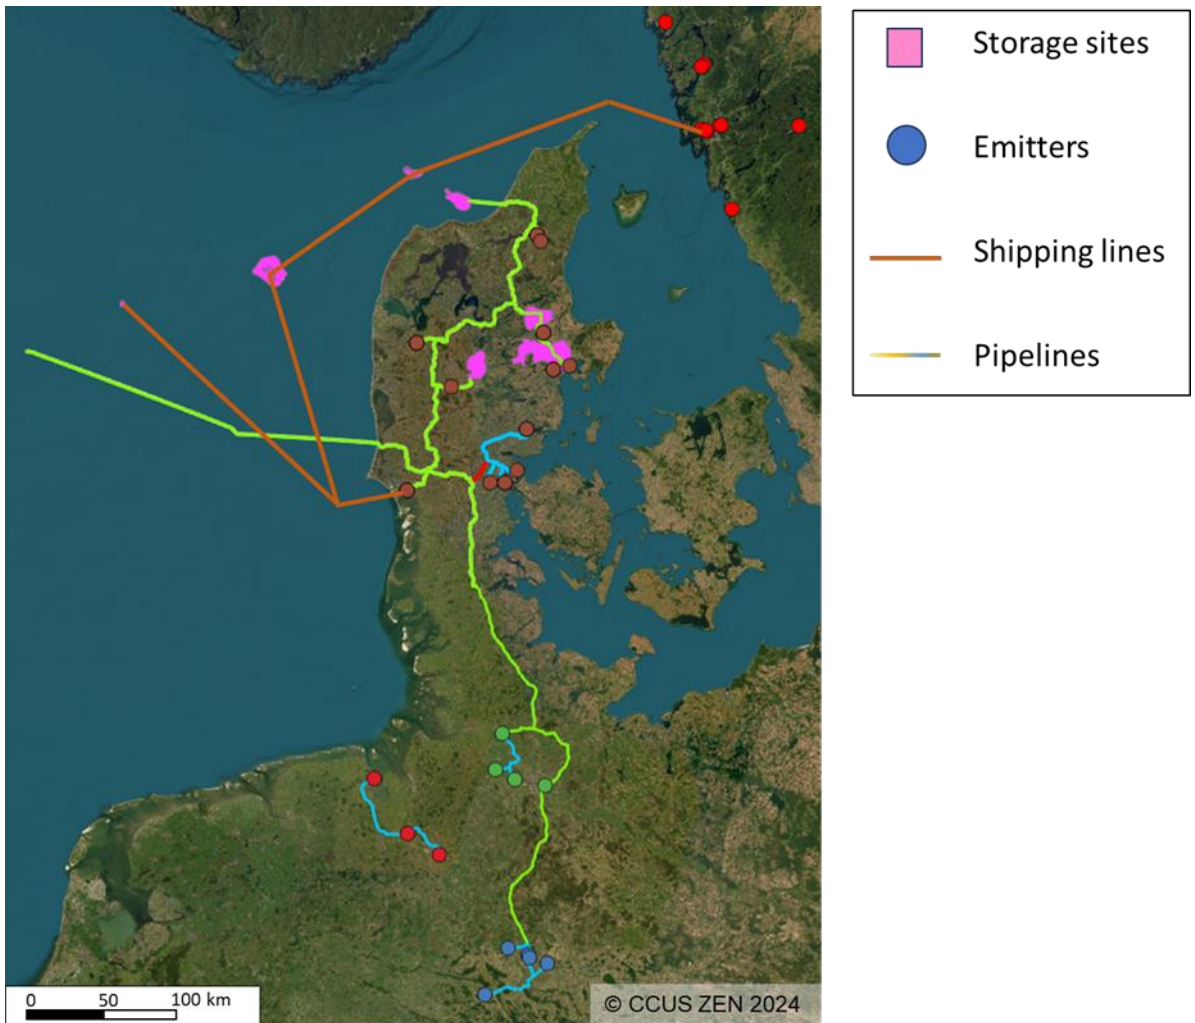 Storage sites
Emitters
Shipping lines
Pipelines
0 50 100 km
© CCUS ZEN 2024